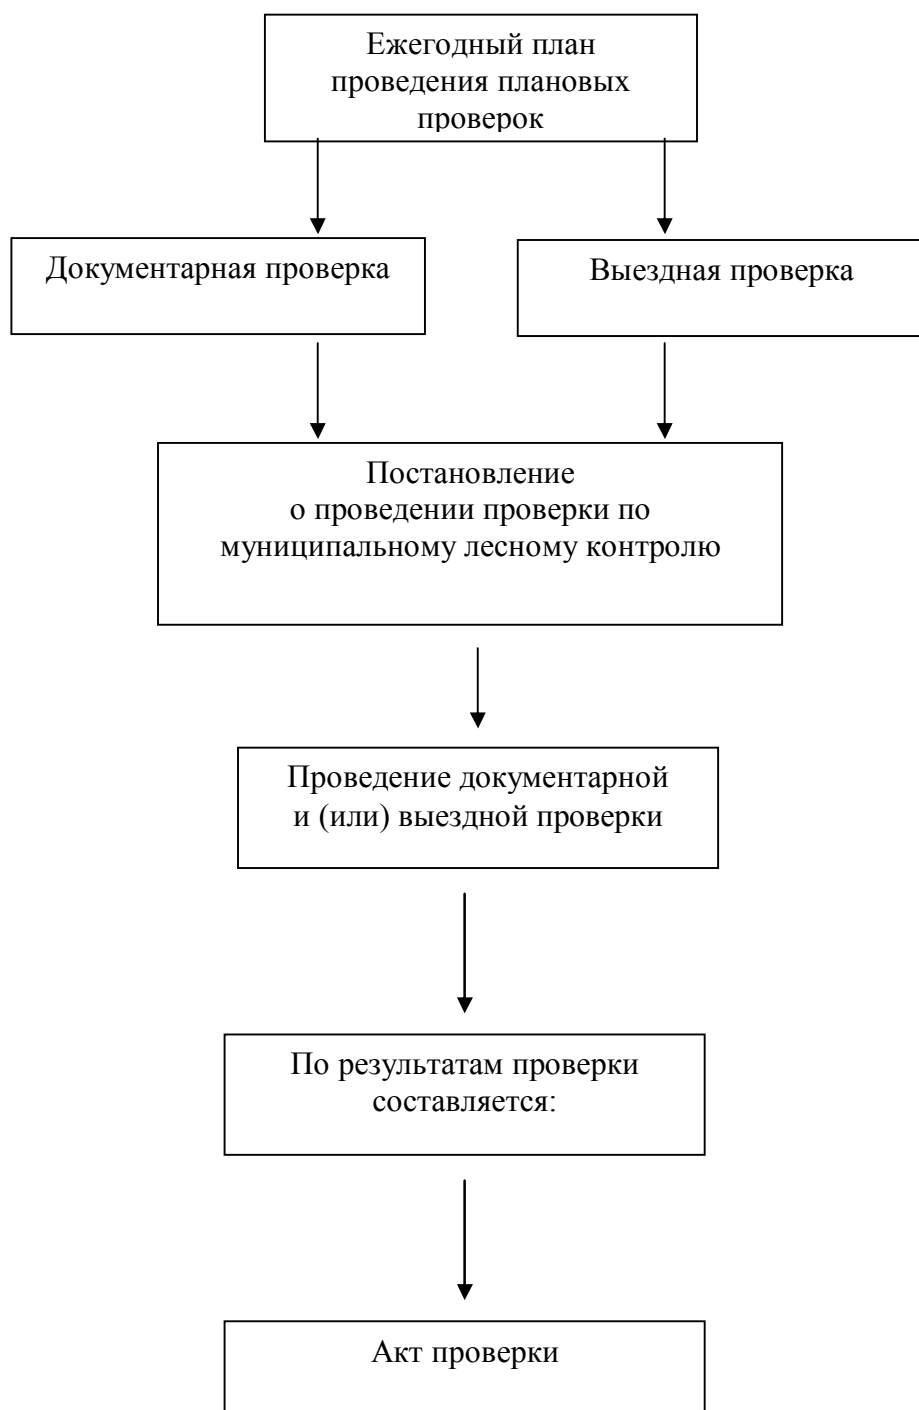 Ежегодный план
проведения плановых
проверок
Документарная проверка
Выездная проверка
Постановление
о проведении проверки по
муниципальному лесному контролю
Проведение документарной
и (или) выездной проверки
По результатам проверки
составляется:
Акт проверки